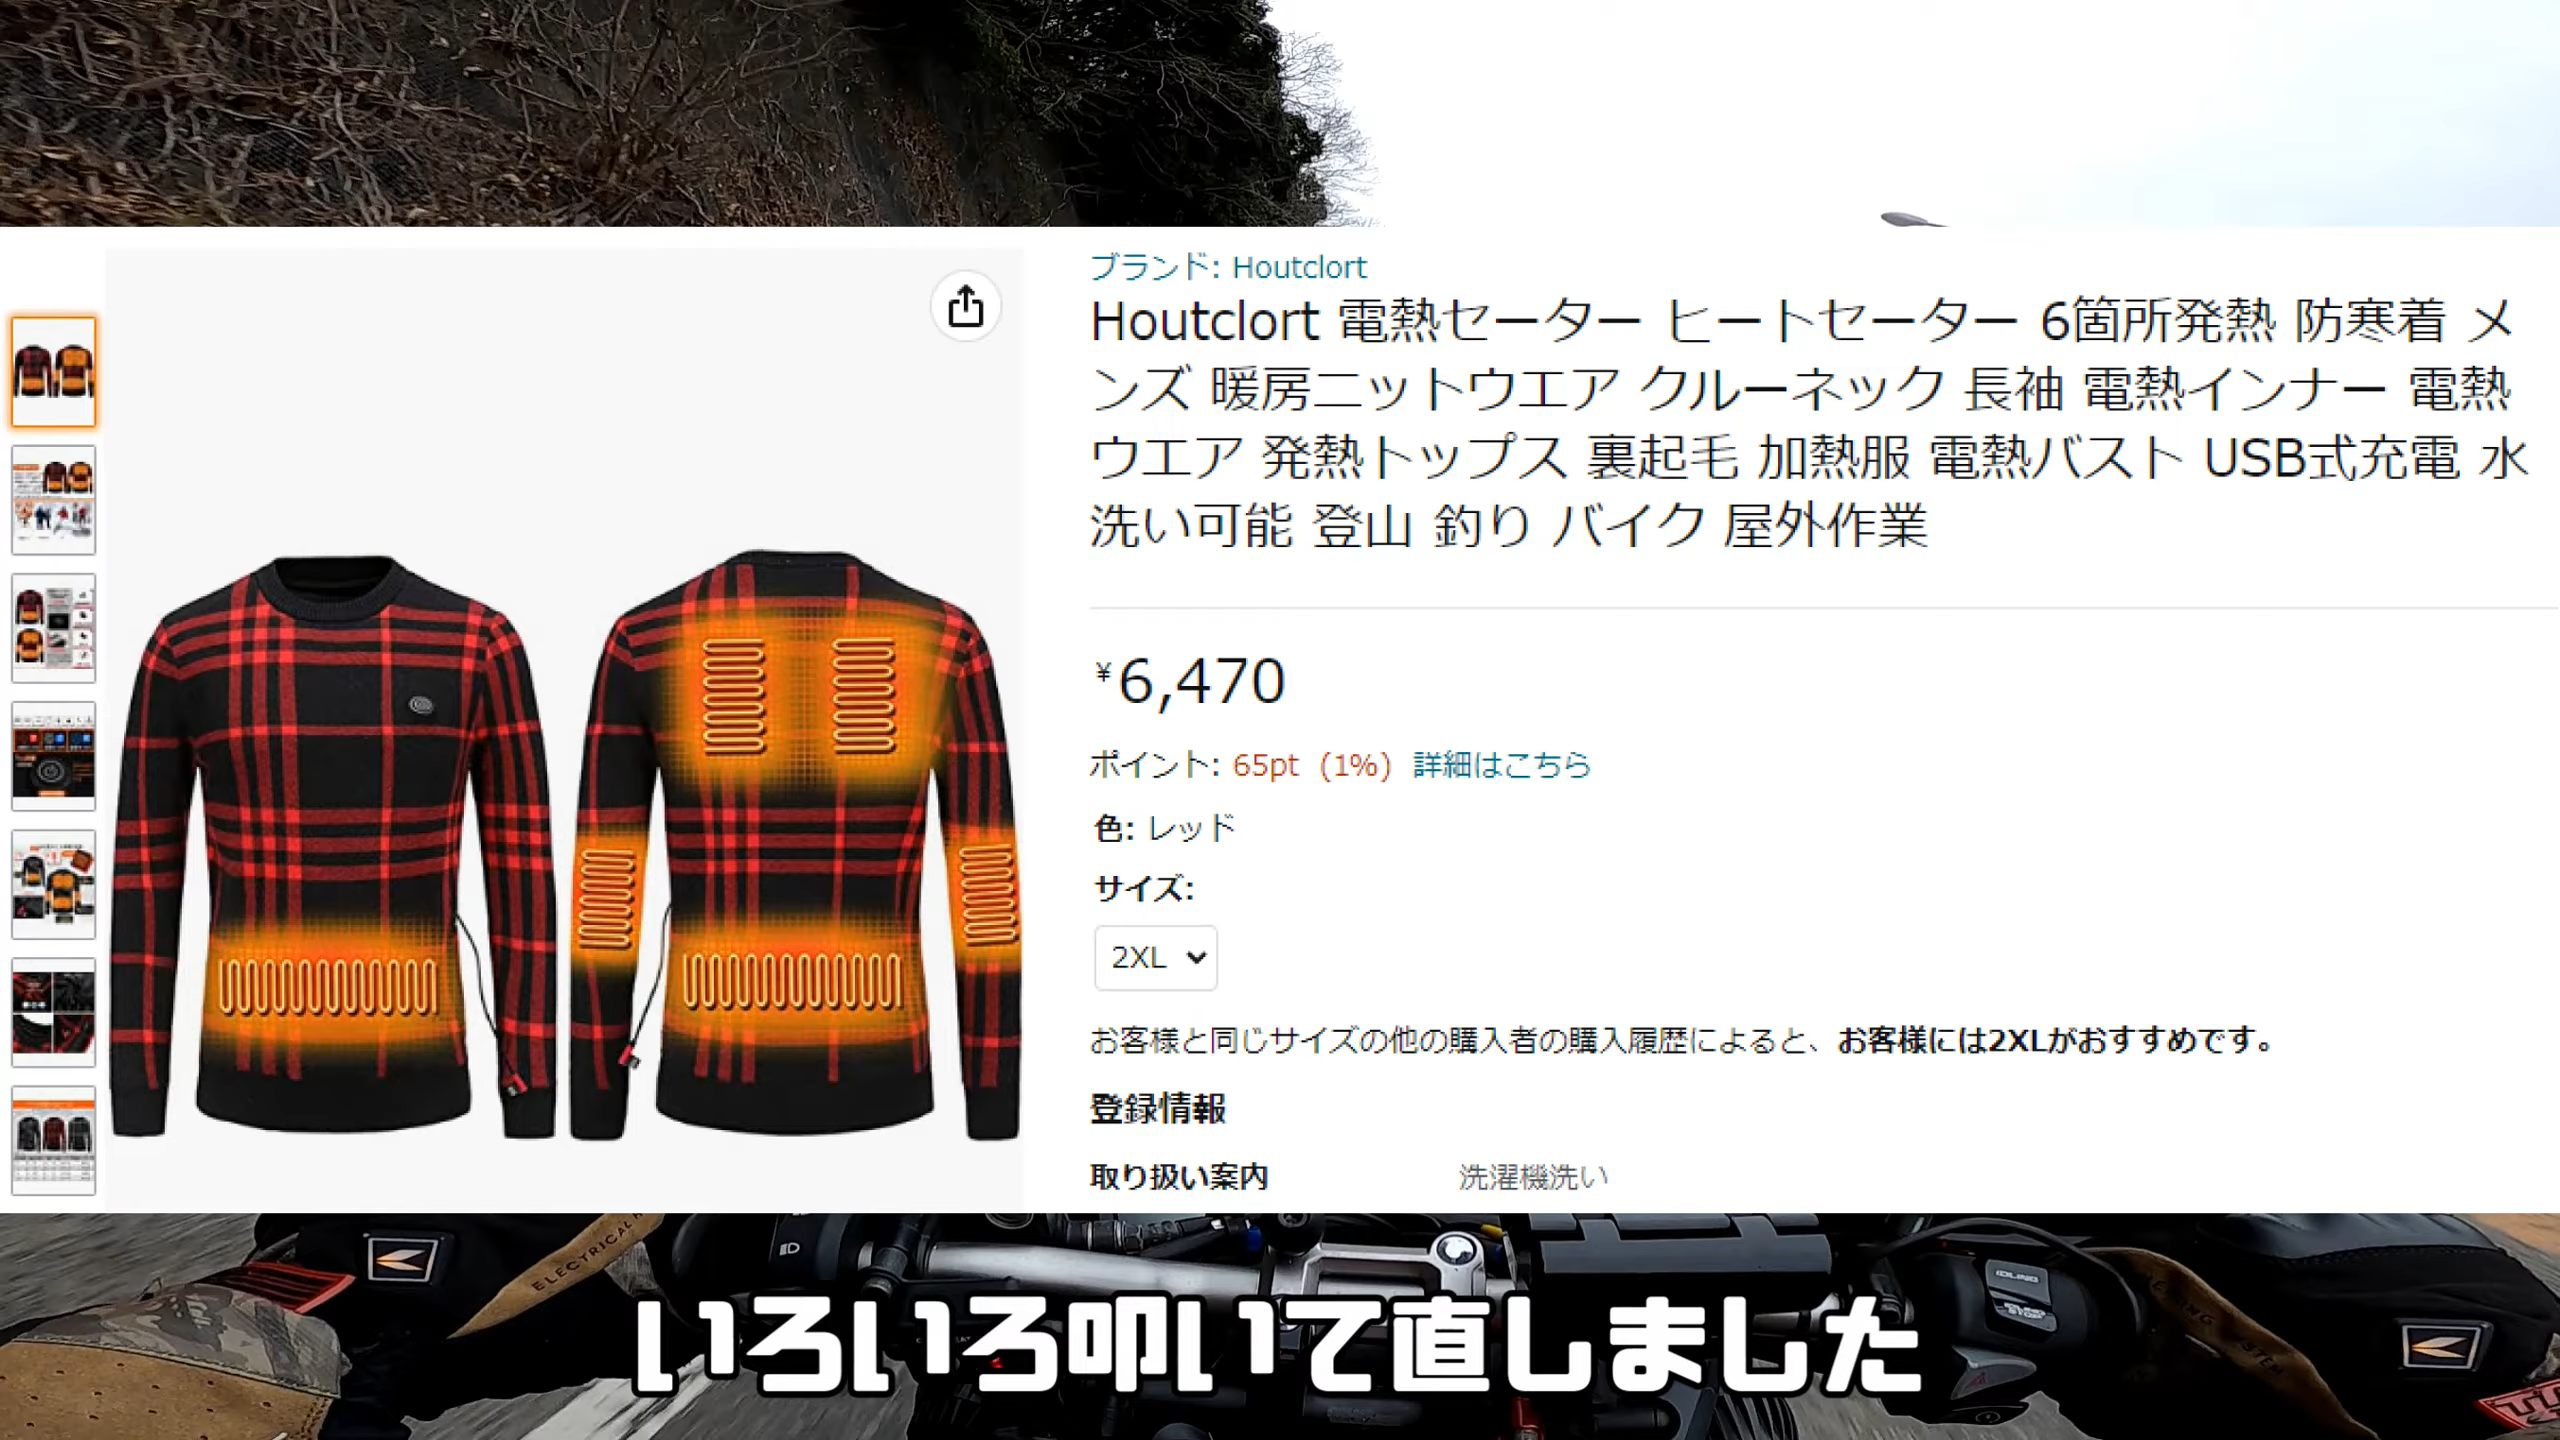 ブランド: Houtclort
Houtclort 電熱セーター ヒートセーター 6箇所発熱 防寒着 メ
ンズ 暖房ニットウエア クルーネック 長袖 電熱インナー 電熱
ウエア 発熱トップス 裏起毛 加熱服 電熱バスト USB式充電 水
洗い可能 登山 釣り バイク 屋外作業
¥6,470
ポイント: 65pt (1%) 詳細はこちら
色: レッド
サイズ:
2XL
お客様と同じサイズの他の購入者の購入履歴によると、お客様には2XLがおすすめです。
登録情報
取り扱い案内 洗濯機洗い
ELECTRICAL
いろいろ叩いて直しました